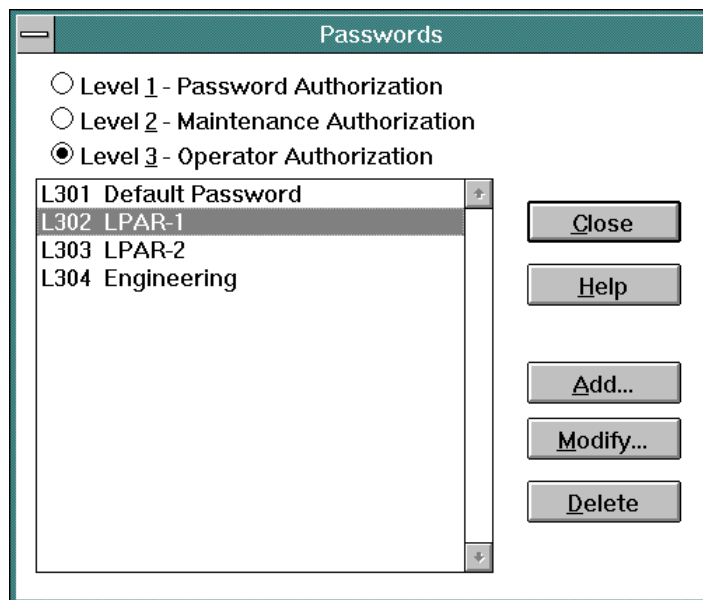 Passwords
Level 1 - Password Authorization
Level 2 - Maintenance Authorization
Level 3 - Operator Authorization
L301 Default Password
L302 LPAR-1
L303 LPAR-2
L304 Engineering
Close
Help
Add...
Modify...
Delete